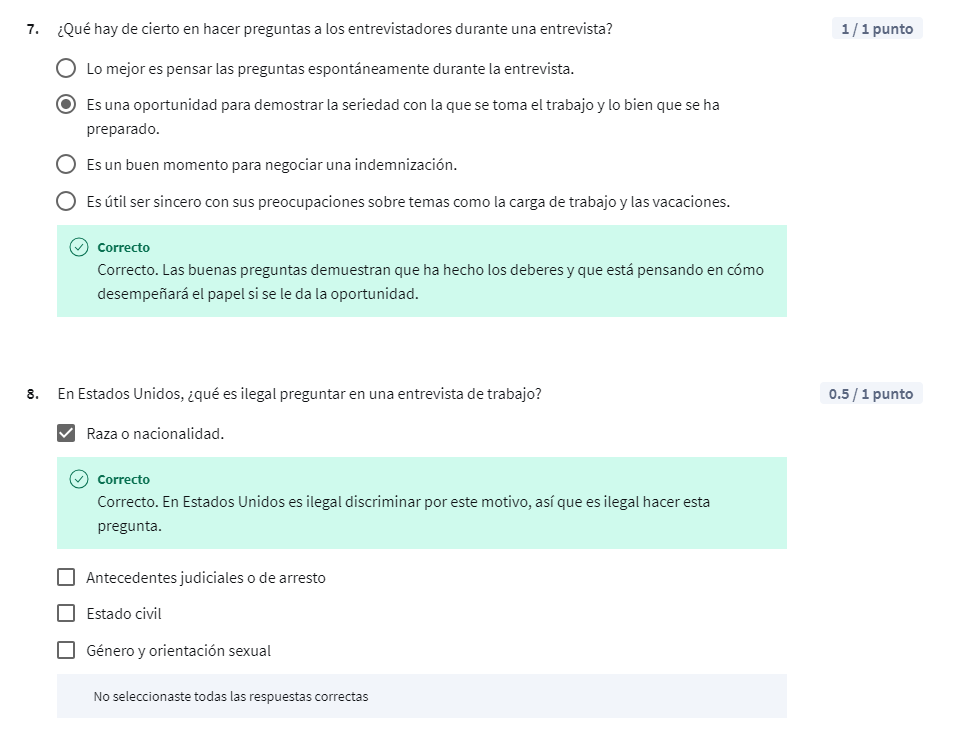 7. ¿Qué hay de cierto en hacer preguntas a los entrevistadores durante una entrevista?
1 / 1 punto
Lo mejor es pensar las preguntas espontáneamente durante la entrevista.
Es una oportunidad para demostrar la seriedad con la que se toma el trabajo y lo bien que se ha
preparado.
Es un buen momento para negociar una indemnización.
Es útil ser sincero con sus preocupaciones sobre temas como la carga de trabajo y las vacaciones.
Correcto
Correcto. Las buenas preguntas demuestran que ha hecho los deberes y que está pensando en cómo
desempeñará el papel si se le da la oportunidad.
8. En Estados Unidos, ¿qué es ilegal preguntar en una entrevista de trabajo?
0.5 / 1 punto
Raza o nacionalidad.
Correcto
Correcto. En Estados Unidos es ilegal discriminar por este motivo, así que es ilegal hacer esta
pregunta.
Antecedentes judiciales o de arresto
Estado civil
Género y orientación sexual
No seleccionaste todas las respuestas correctas